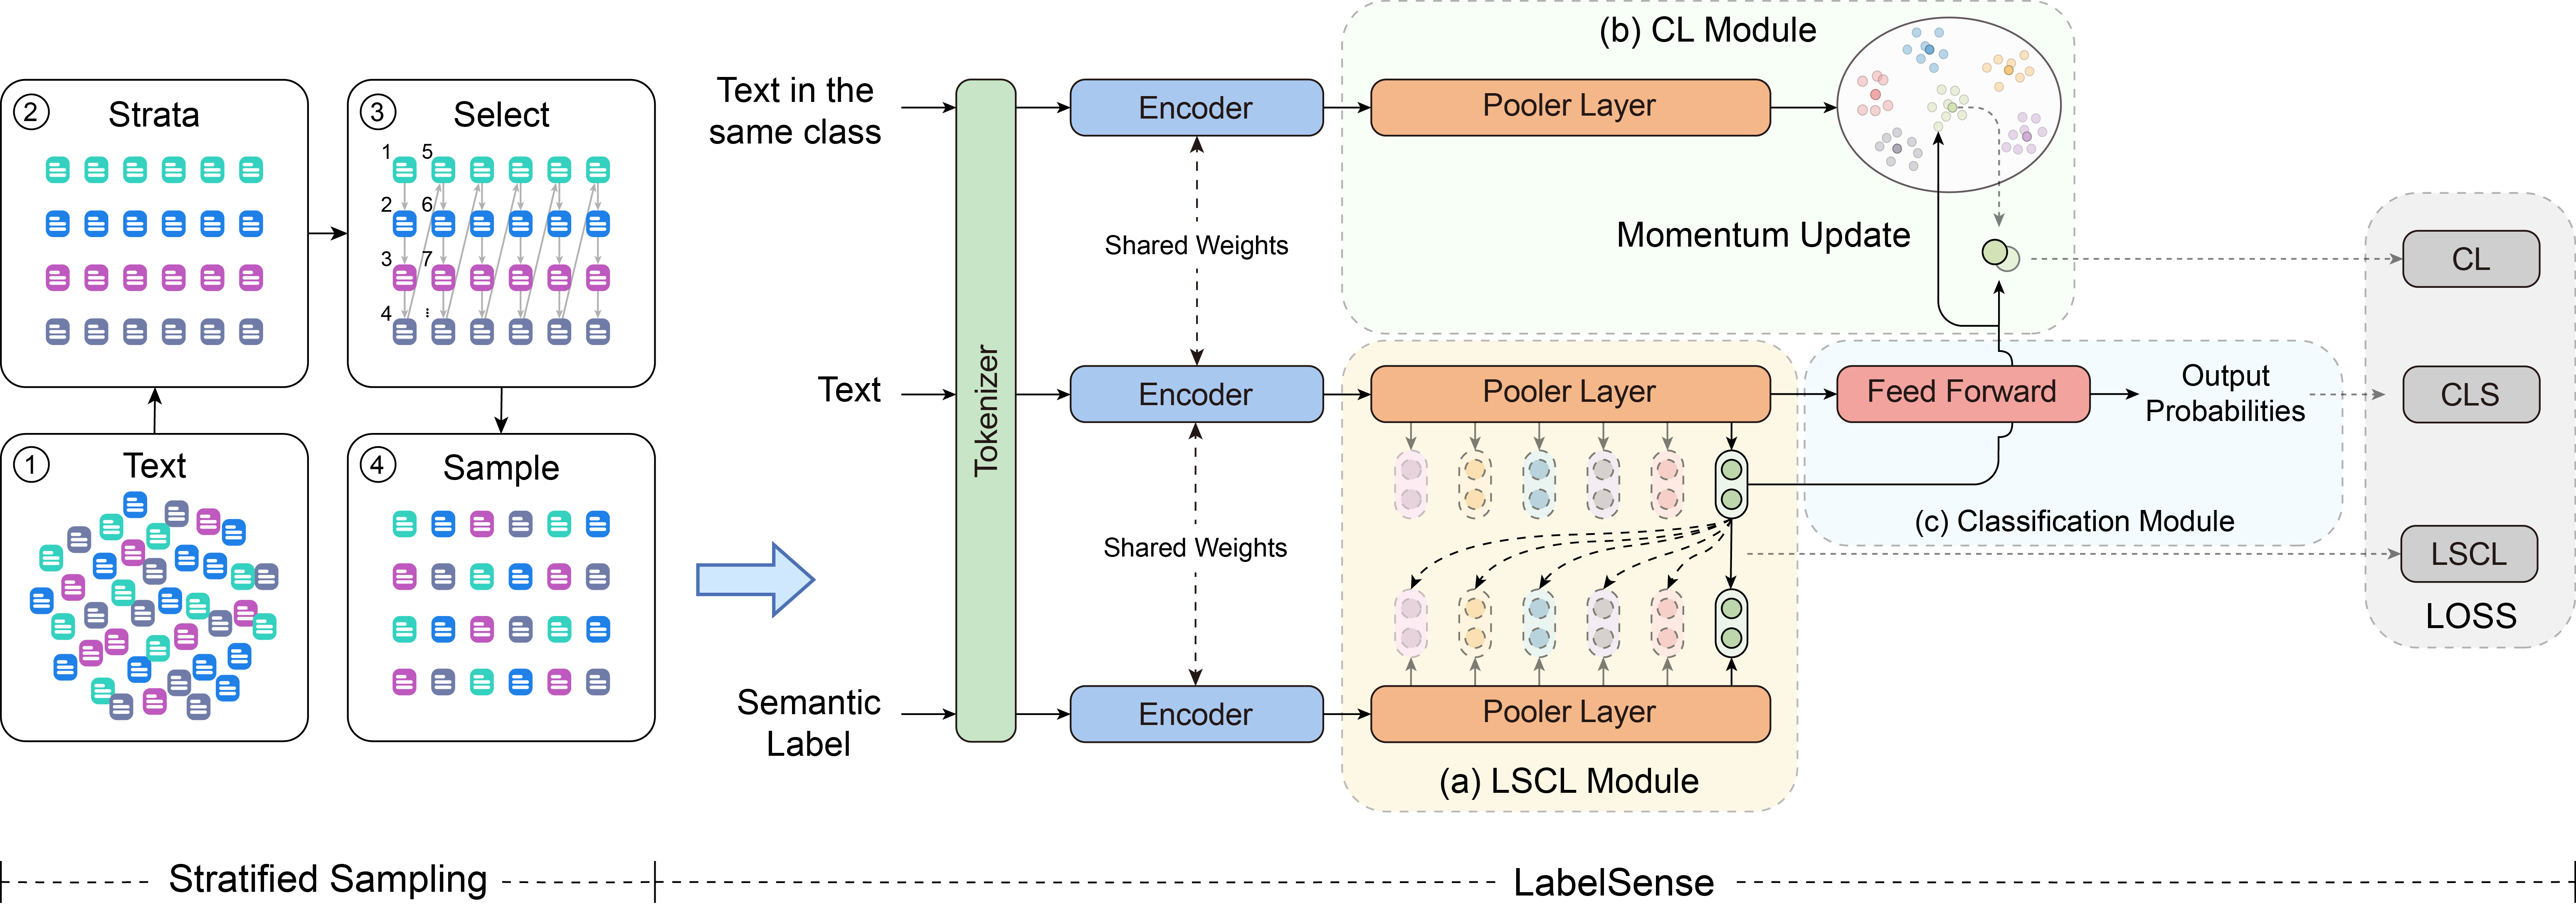 ② Strata
③ Select
1 5
2 6
3 7
4 ⋮
① Text
④ Sample
Stratified Sampling
Text in the
same class
Text
Semantic
Label
Tokenizer
Encoder
Shared Weights
Encoder
Shared Weights
Encoder
(b) CL Module
Pooler Layer
Momentum Update
Pooler Layer
Pooler Layer
(a) LSCL Module
Feed Forward
Output
Probabilities
(c) Classification Module
CL
CLS
LSCL
LOSS
LabelSense